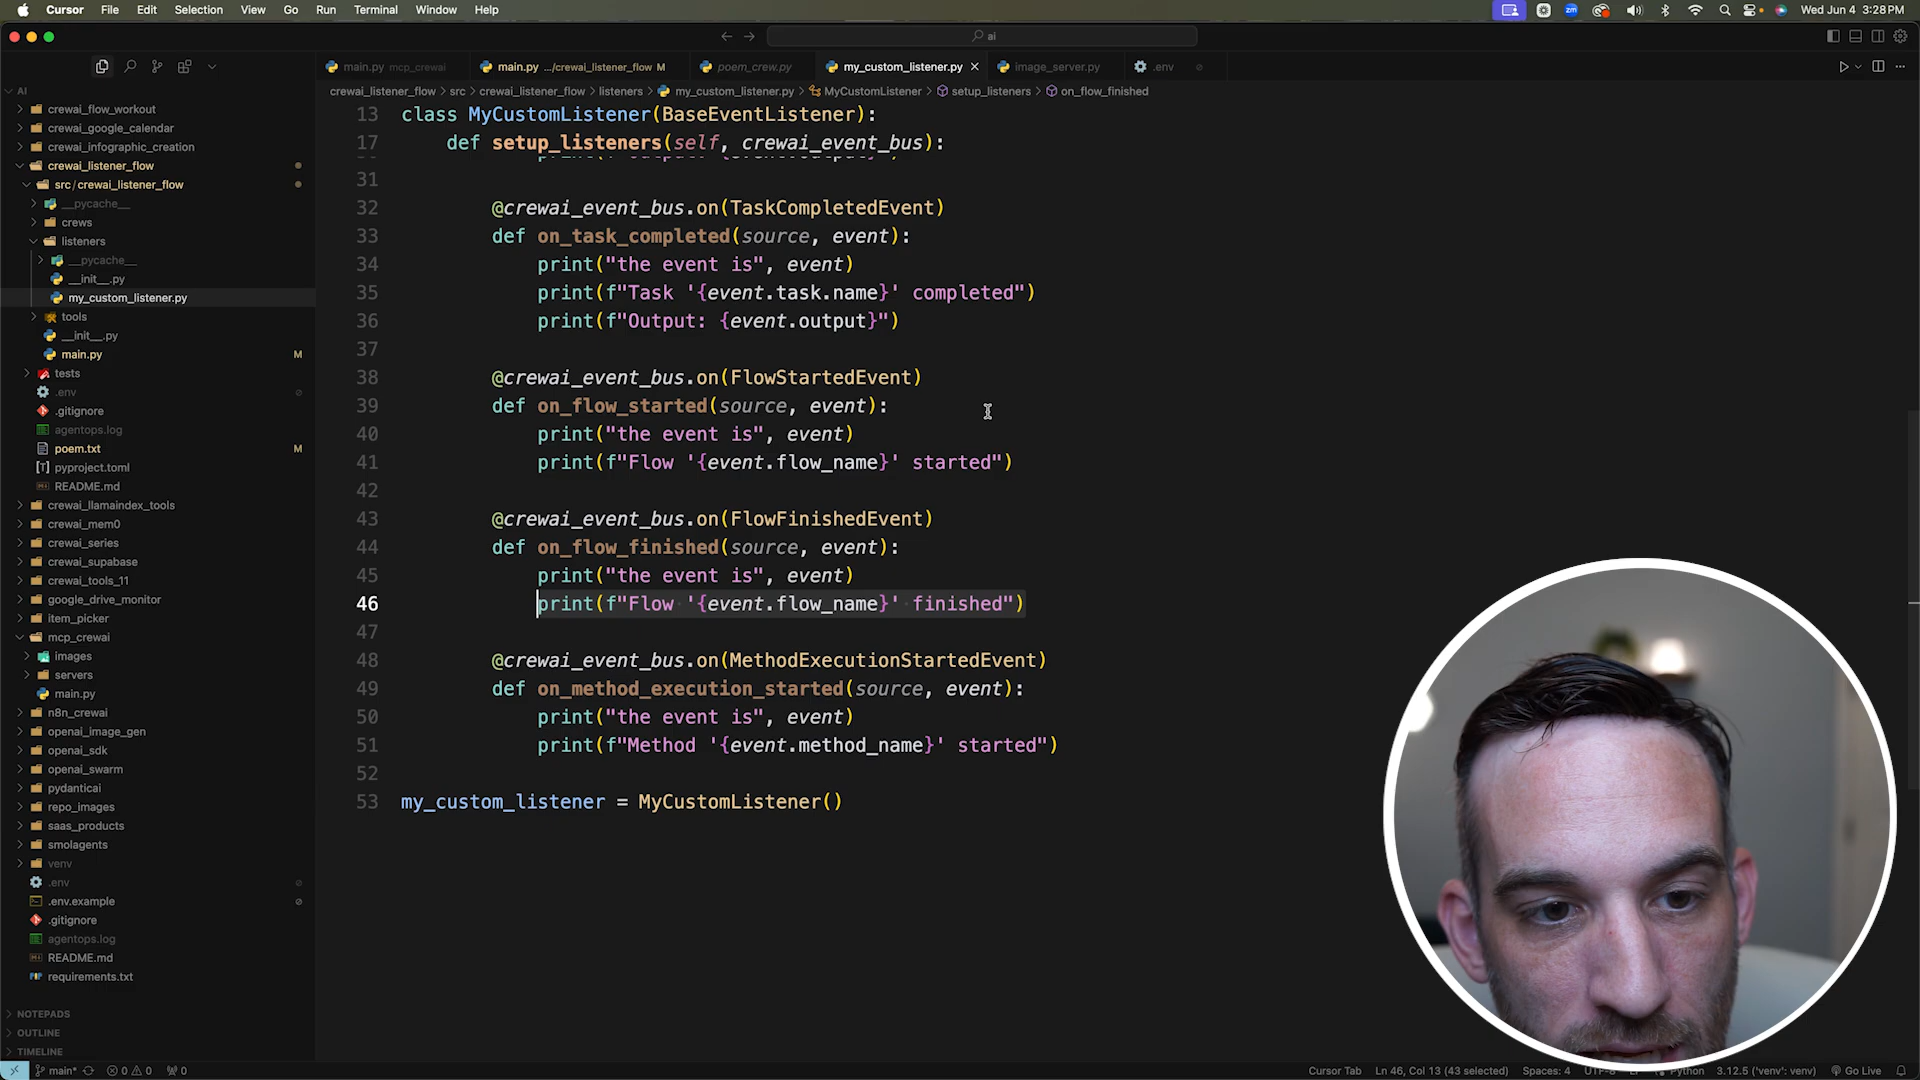 Cursor File Edit Selection View Go Run Terminal Window Help
zm
Wed Jun 4 3:28PM
ai
main.py mcp_crewai
main.py .../crewai_listener_flow M
poem_crew.py
my_custom_listener.py
image_server.py
.env
crewai_listener_flow > src > crewai_listener_flow > listeners > my_custom_listener.py > MyCustomListener > setup_listeners > on_flow_finished
AI
crewai_flow_workout
crewai_google_calendar
crewai_infographic_creation
crewai_listener_flow
src/crewai_listener_flow
__pycache__
crews
listeners
__pycache__
__init__.py
my_custom_listener.py
tools
__init__.py
main.py M
tests
.env
.gitignore
agentops.log
poem.txt M
pyproject.toml
README.md
crewai_llamaindex_tools
crewai_mem0
crewai_series
crewai_supabase
crewai_tools_11
google_drive_monitor
item_picker
mcp_crewai
images
servers
main.py
n8n_crewai
openai_image_gen
openai_sdk
openai_swarm
pydanticai
repo_images
saas_products
smolagents
venv
.env
.env.example
.gitignore
agentops.log
README.md
requirements.txt
NOTEPADS
OUTLINE
TIMELINE
13 class MyCustomListener(BaseEventListener):
17 def setup_listeners(self, crewai_event_bus):
31
32 @crewai_event_bus.on(TaskCompletedEvent)
33 def on_task_completed(source, event):
34 print("the event is", event)
35 print(f"Task '{event.task.name}' completed")
36 print(f"Output: {event.output}")
37
38 @crewai_event_bus.on(FlowStartedEvent)
39 def on_flow_started(source, event):
40 print("the event is", event)
41 print(f"Flow '{event.flow_name}' started")
42
43 @crewai_event_bus.on(FlowFinishedEvent)
44 def on_flow_finished(source, event):
45 print("the event is", event)
46 print(f"Flow '{event.flow_name}' finished")
47
48 @crewai_event_bus.on(MethodExecutionStartedEvent)
49 def on_method_execution_started(source, event):
50 print("the event is", event)
51 print(f"Method '{event.method_name}' started")
52
53 my_custom_listener = MyCustomListener()
main* 0 0 0
Cursor Tab Ln 46, Col 13 (43 selected) Spaces: 4 Python 3.12.5 ('venv': venv) Go Live